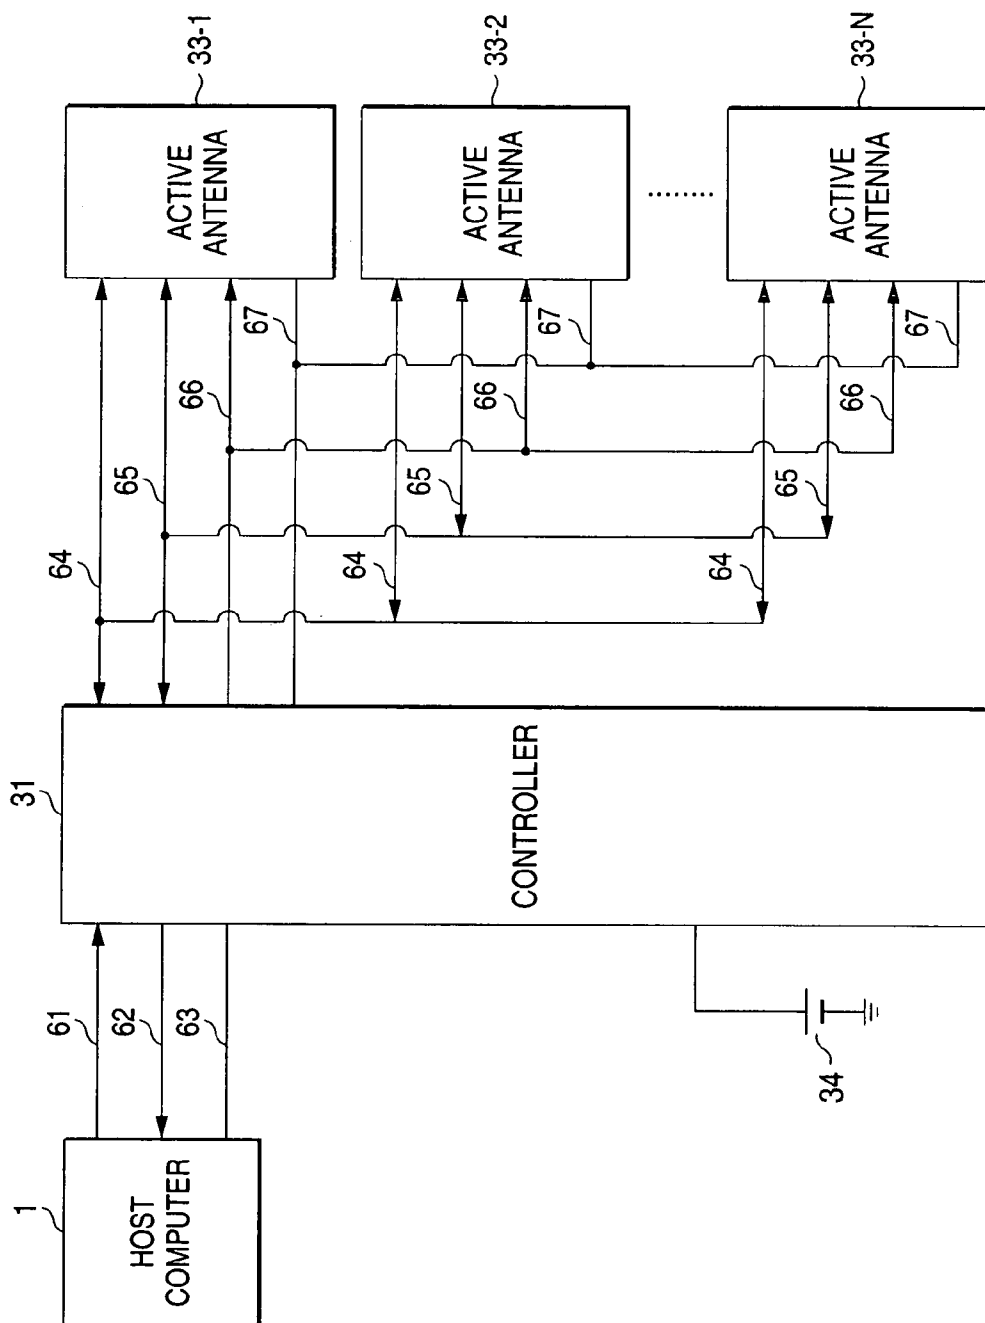 1
HOST
COMPUTER
61
62
63
31
CONTROLLER
34
64
65
66
67
64
65
66
67
64
65
66
67
33-1
ACTIVE
ANTENNA
33-2
ACTIVE
ANTENNA
33-N
ACTIVE
ANTENNA